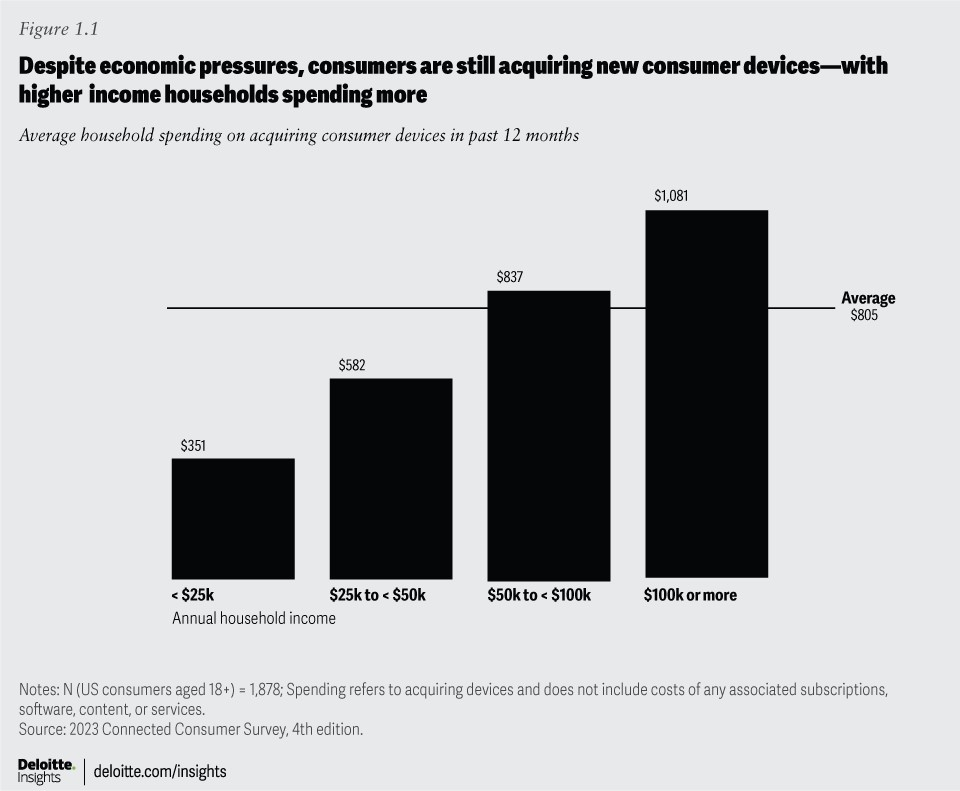 Figure 1.1
Despite economic pressures, consumers are still acquiring new consumer devices—with
higher income households spending more
Average household spending on acquiring consumer devices in past 12 months
$1,081
$837
Average
$805
$582
$351
< $25k
$25k to < $50k
$50k to < $100k
$100k or more
Annual household income
Notes: N (US consumers aged 18+) = 1,878; Spending refers to acquiring devices and does not include costs of any associated subscriptions,
software, content, or services.
Source: 2023 Connected Consumer Survey, 4th edition.
Deloitte.
Insights
deloitte.com/insights